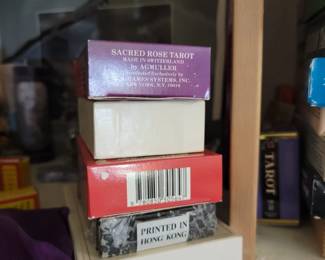 SACRED ROSE TAROT
MADE IN SWITZERLAND
by AGMULLER
Distributed Exclusively by
GAMES SYSTEMS, INC.
NEW YORK, N.Y. 10016
PRINTED IN
HONG KONG
TAROT